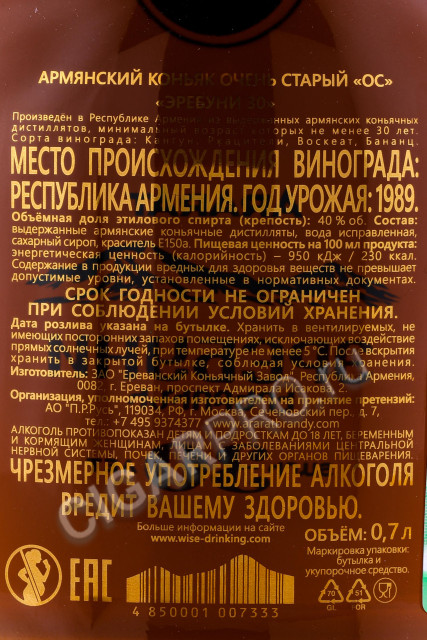 АРМЯНСКИЙ КОНЬЯК ОЧЕНЬ СТАРЫЙ «ОС»
«ЭРЕБУНИ 30»
Произведён в Республике Армения из выдержанных армянских коньячных
дистиллятов, минимальный возраст которых не менее 30 лет.
Сорта винограда: Кангун, Ркацители, Воскеат, Бананц.
МЕСТО ПРОИСХОЖДЕНИЯ ВИНОГРАДА:
РЕСПУБЛИКА АРМЕНИЯ. ГОД УРОЖАЯ: 1989.
Объёмная доля этилового спирта (крепость): 40 % об. Состав:
выдержанные армянские коньячные дистилляты, вода исправленная,
сахарный сироп, краситель Е150а. Пищевая ценность на 100 мл продукта:
энергетическая ценность (калорийность) – 950 кДж / 230 ккал.
Содержание в продукции вредных для здоровья веществ не превышает
допустимые уровни, установленные в нормативных документах.
СРОК ГОДНОСТИ НЕ ОГРАНИЧЕН
ПРИ СОБЛЮДЕНИИ УСЛОВИЙ ХРАНЕНИЯ.
Дата розлива указана на бутылке. Хранить в вентилируемых, не
имеющих посторонних запахов помещениях, исключающих воздействие
прямых солнечных лучей, при температуре не менее 5 °С. После вскрытия
хранить в закрытой бутылке, соблюдая условия хранения.
Изготовитель: ЗАО «Ереванский Коньячный Завод», Республика Армения,
0082, г. Ереван, проспект Адмирала Исакова, 2.
Организация, уполномоченная изготовителем на принятие претензий:
АО "П.Р.Русь", 119034, РФ, г. Москва, Сеченовский пер., д. 7,
тел.: +7 495 9374377 www.araratbrandy.com
АЛКОГОЛЬ ПРОТИВОПОКАЗАН ДЕТЯМ И ПОДРОСТКАМ ДО 18 ЛЕТ, БЕРЕМЕННЫМ
И КОРМЯЩИМ ЖЕНЩИНАМ, ЛИЦАМ С ЗАБОЛЕВАНИЯМИ ЦЕНТРАЛЬНОЙ
НЕРВНОЙ СИСТЕМЫ, ПОЧЕК, ПЕЧЕНИ И ДРУГИХ ОРГАНОВ ПИЩЕВАРЕНИЯ.
ЧРЕЗМЕРНОЕ УПОТРЕБЛЕНИЕ АЛКОГОЛЯ
ВРЕДИТ ВАШЕМУ ЗДОРОВЬЮ.
Больше информации на сайте
www.wise-drinking.com
ОБЪЁМ: 0,7 л
Маркировка упаковки:
бутылка и
укупорочное средство.
EAC
4 850001 007333
70
GL
51
FOR